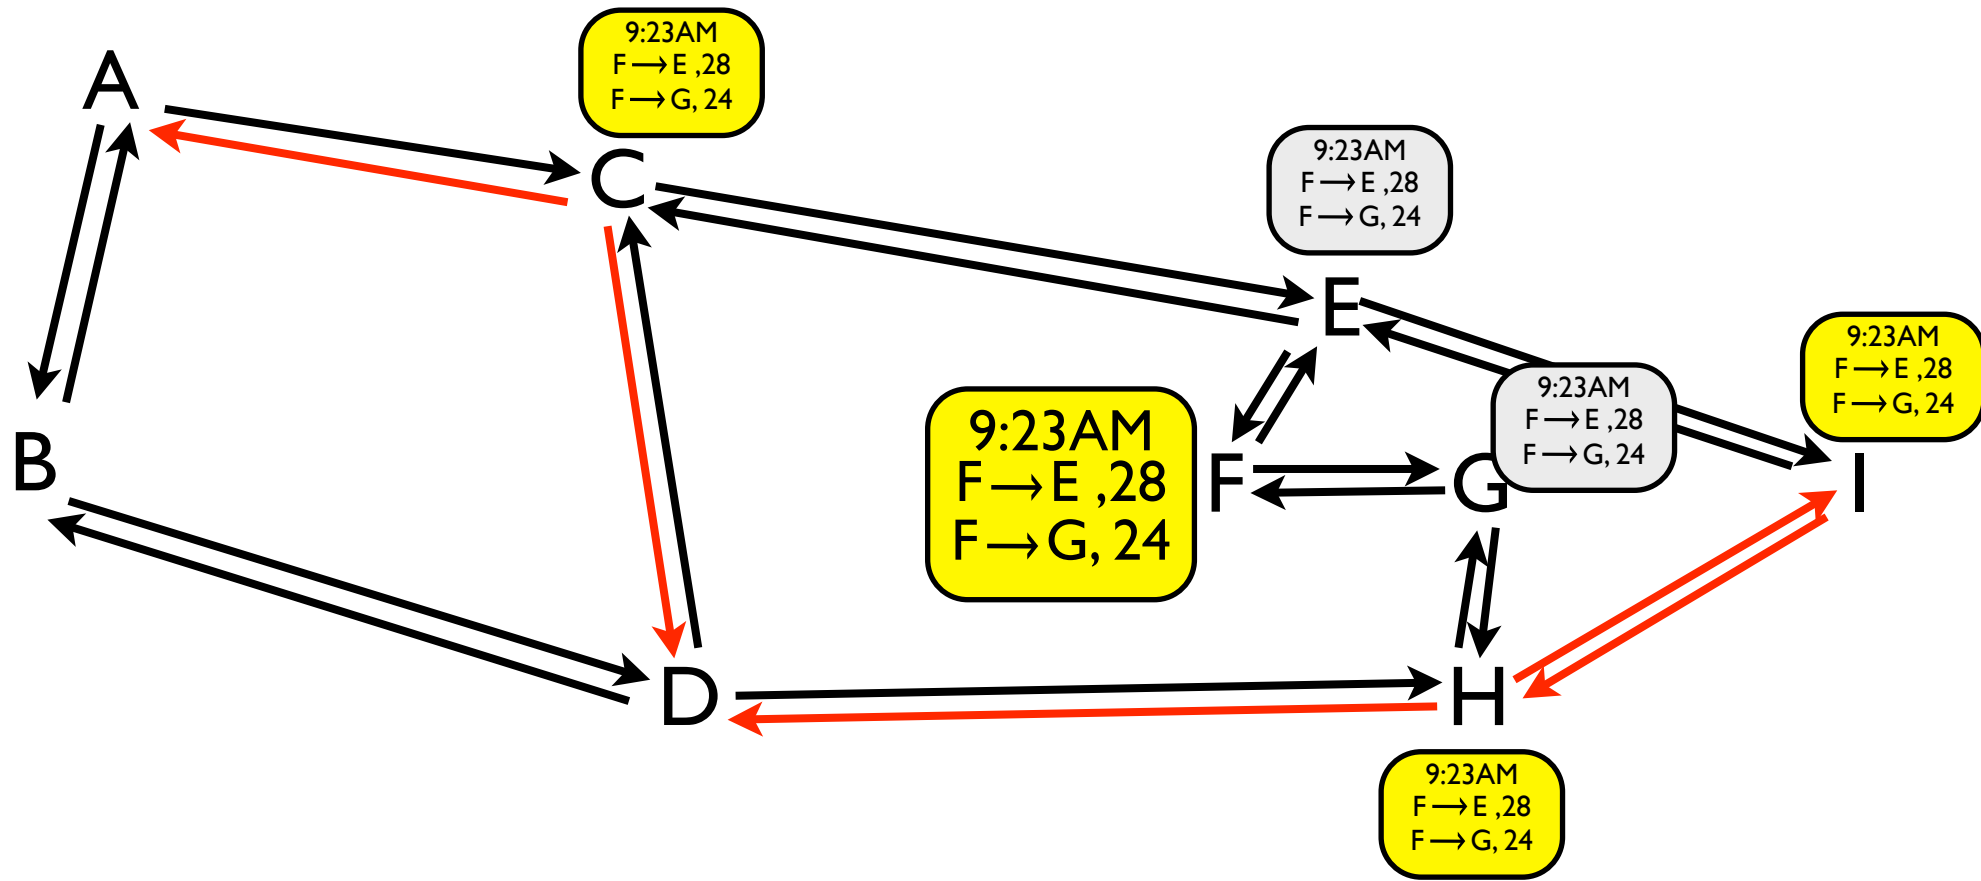 A
9:23AM
F→E ,28
F→G, 24
C
9:23AM
F→E ,28
F→G, 24
E
9:23AM
F→E ,28
F→G, 24
9:23AM
F→E ,28
F→G, 24
9:23AM
F→E ,28
F→G, 24
B
F
G
I
D
H
9:23AM
F→E ,28
F→G, 24